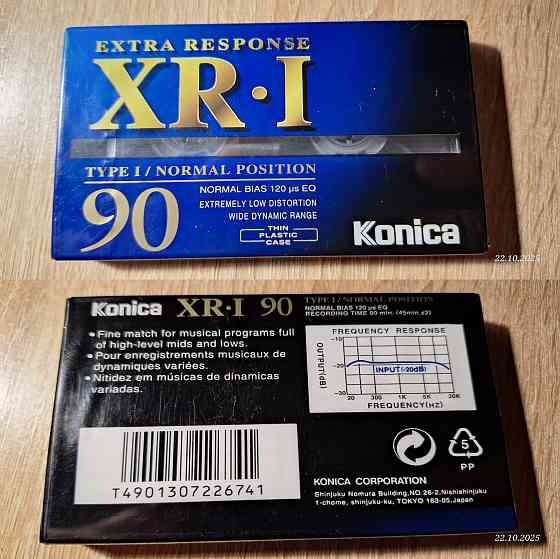 EXTRA RESPONSE
XR·I
TYPE I / NORMAL POSITION
90
NORMAL BIAS 120 µs EQ
EXTREMELY LOW DISTORTION
WIDE DYNAMIC RANGE
THIN
PLASTIC
CASE
Konica
22.10.2025
Konica XR·I 90
TYPE I / NORMAL POSITION
NORMAL BIAS 120 µs EQ
RECORDING TIME 90 min. (45min.x2)
• Fine match for musical programs full
of high-level mids and lows.
• Pour enregistrements musicaux de
dynamiques variées.
• Nitidez em músicas de dínamicas
variadas.
FREQUENCY RESPONSE
OUTPUT(dB)
-10
-20
-30
INPUT(-20dB)
20 300 1K 5K 20K
FREQUENCY(Hz)
T4901307226741
5
PP
KONICA CORPORATION
Shinjuku Nomura Building,NO.26-2,Nishishinjuku
1-chome, shinjuku-ku, TOKYO 163-05,Japan
22.10.2025